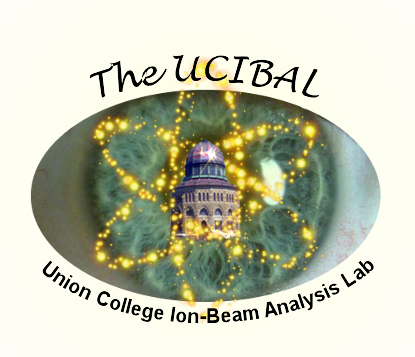 The UCIBAL
Union College Ion-Beam Analysis Lab